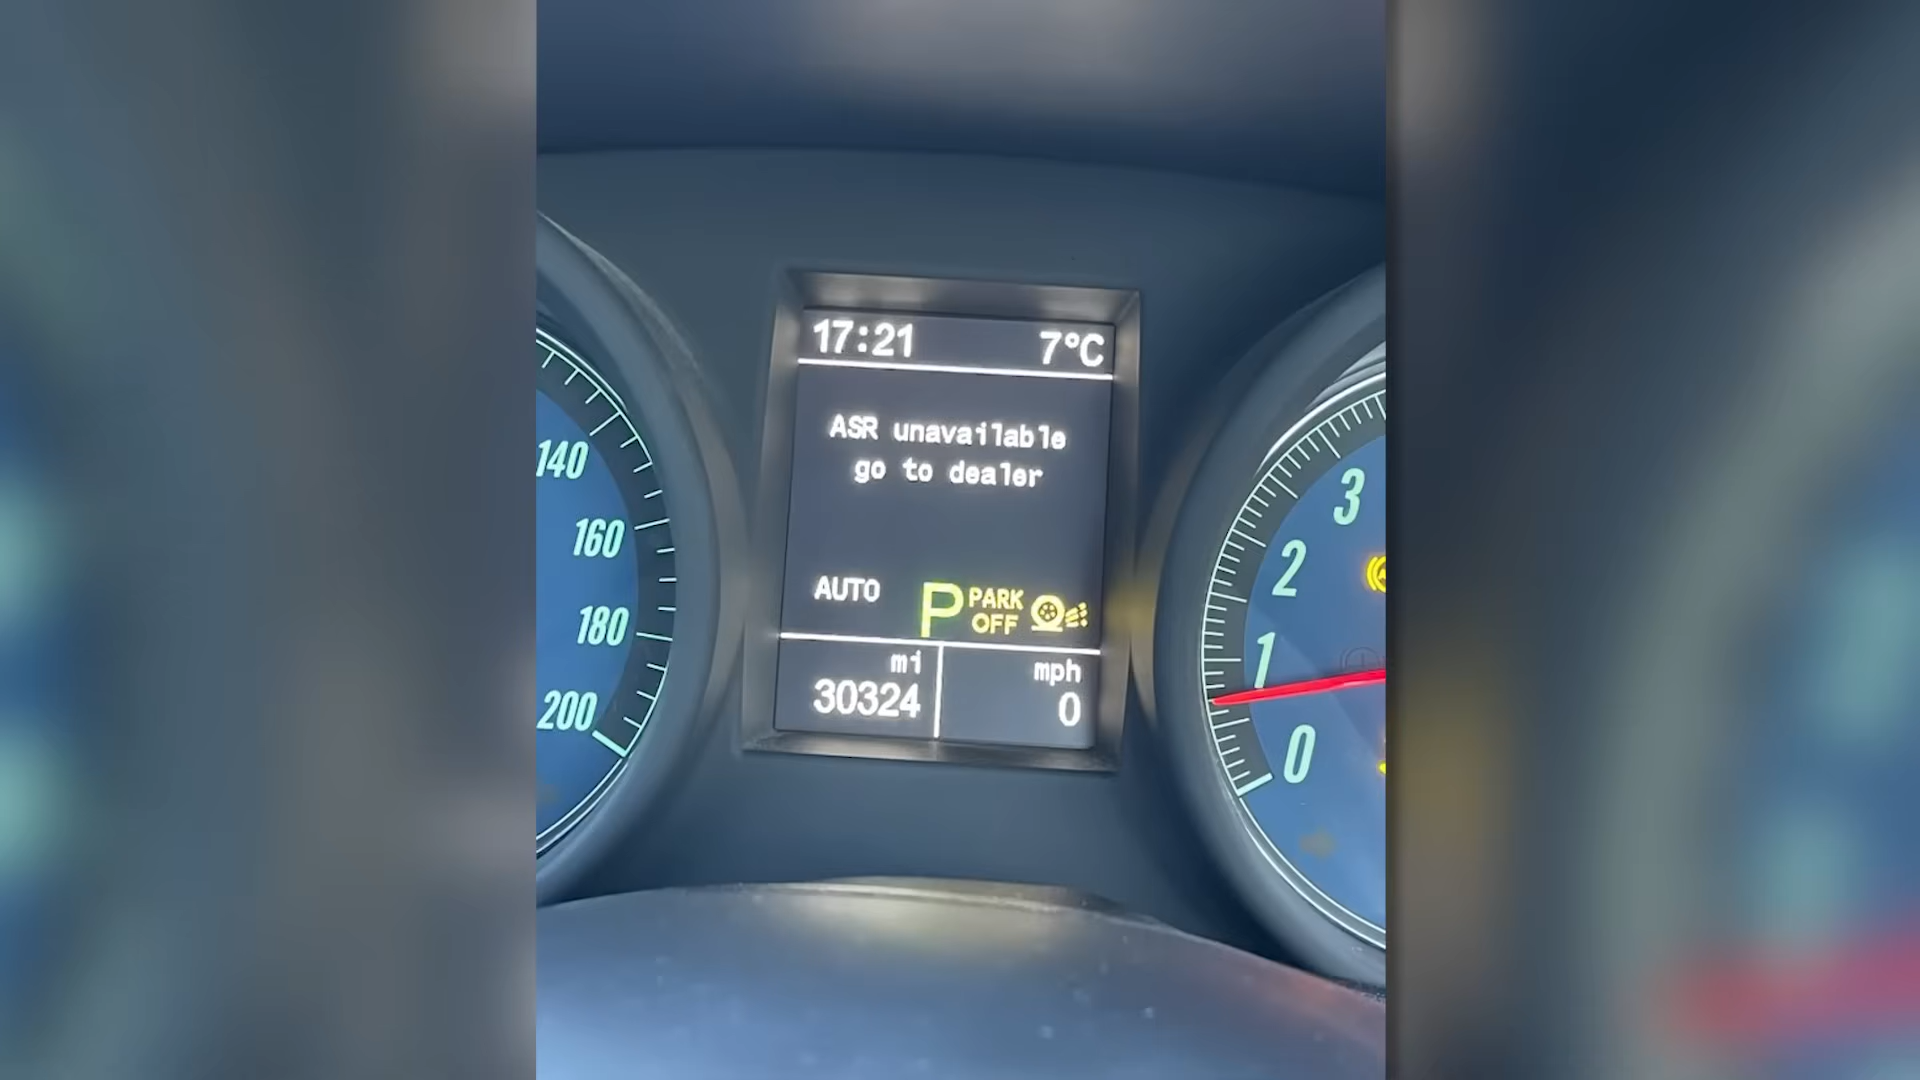 17:21 7°C
ASR unavailable
go to dealer
AUTO P PARK OFF
mi mph
30324 0
140
160
180
200
3
2
1
0